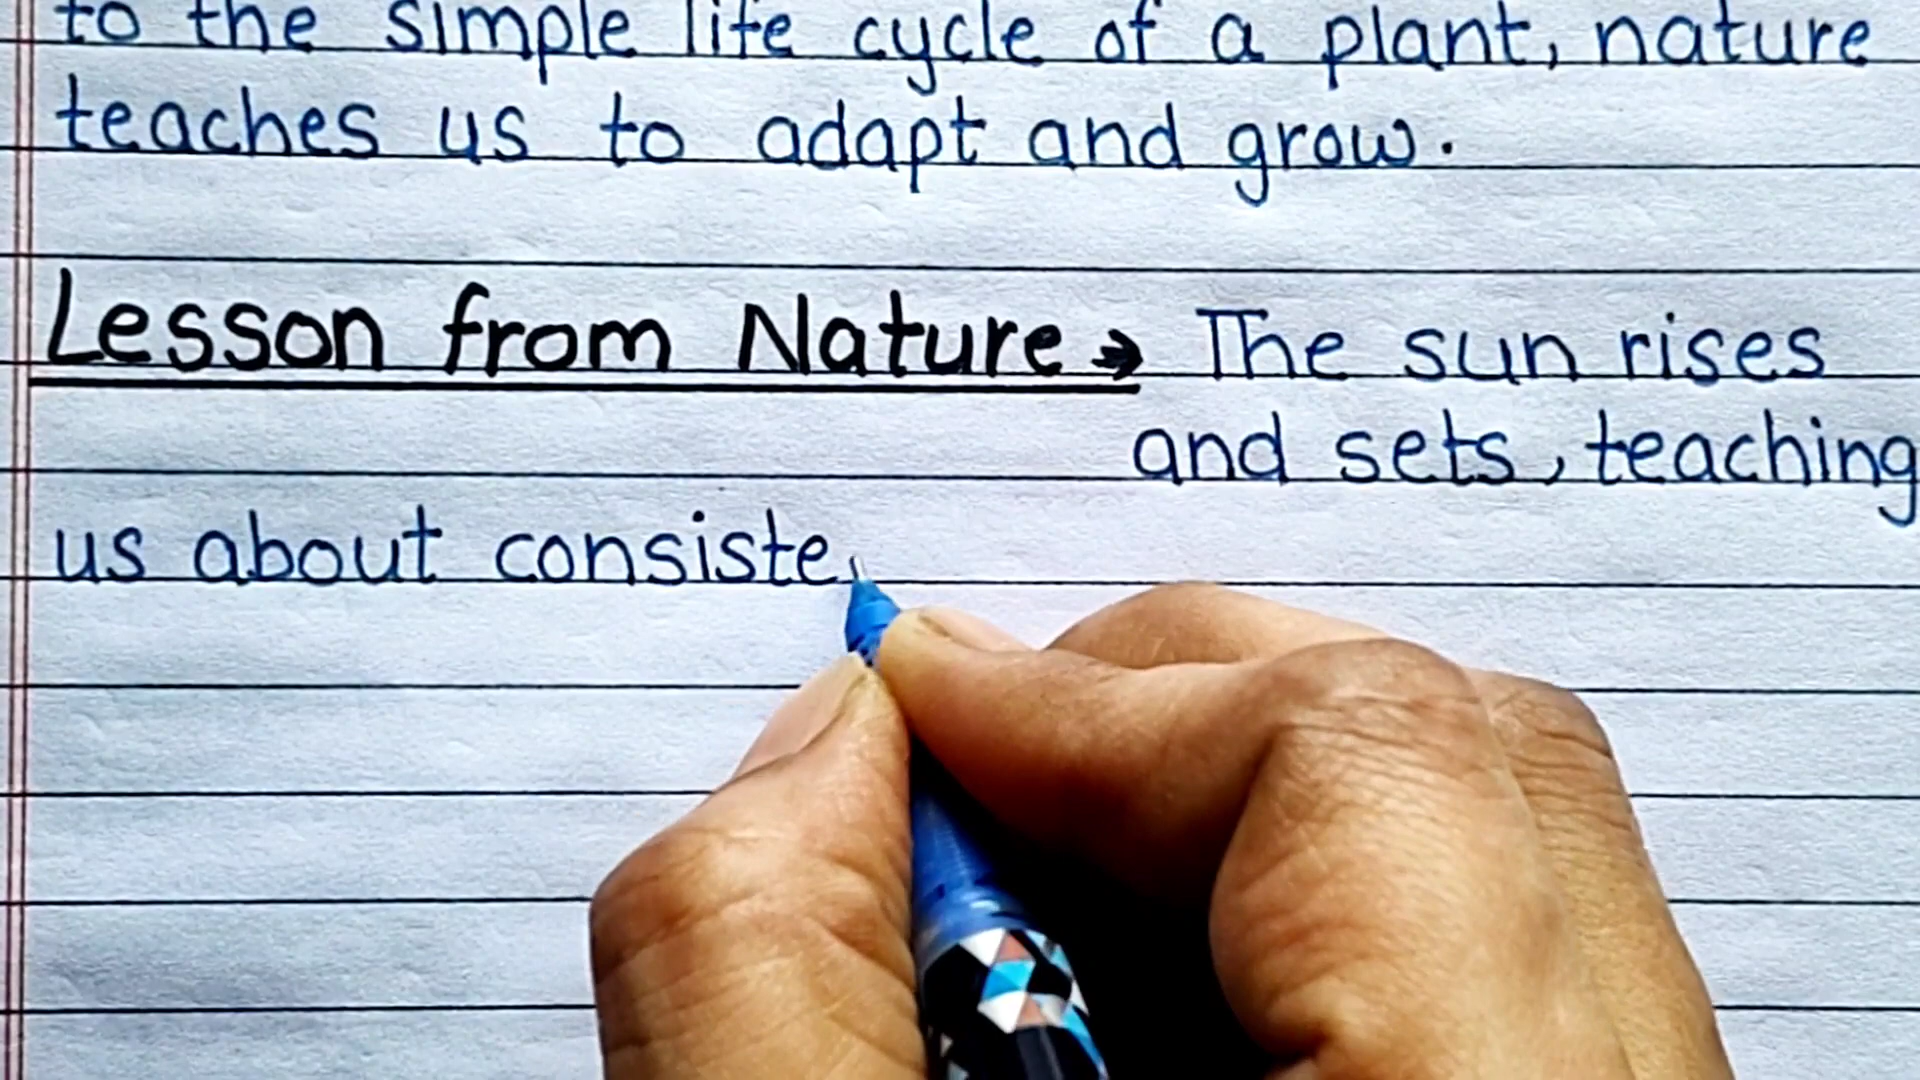 to the simple life cycle of a plant, nature
teaches us to adapt and grow.
Lesson from Nature → The sun rises
and sets, teaching
us about consiste